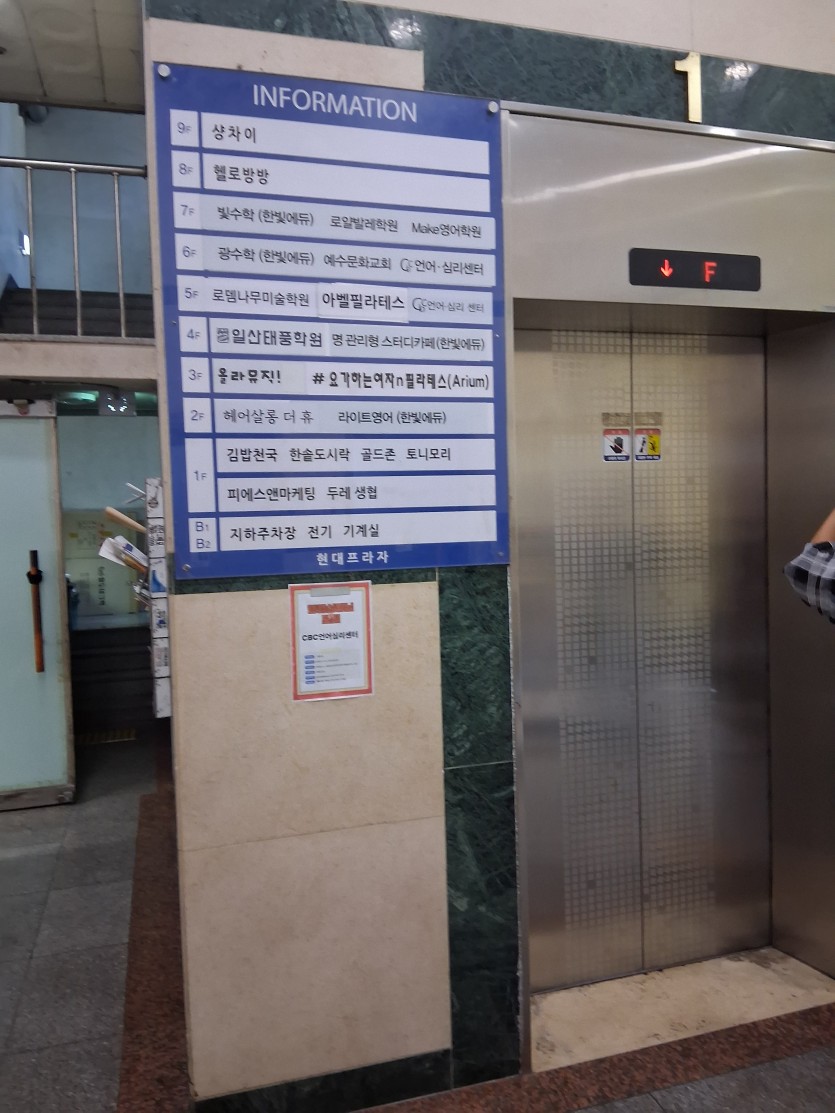 1
INFORMATION
9F 샹차이
8F 헬로방방
7F 빛수학 (한빛에듀) 로얄발레학원 Make영어학원
6F 광수학 (한빛에듀) 예수문화교회 언어·심리센터
5F 로뎀나무미술학원 아벨필라테스 언어·심리 센터
4F 일산태풍학원 명 관리형 스터디카페(한빛에듀)
3F 올라뮤직! # 요가하는여자n필라테스(Arium)
2F 헤어살롱 더 휴 라이트영어 (한빛에듀)
1F 김밥천국 한솥도시락 골드존 토니모리
피에스앤마케팅 두레 생협
B1 B2 지하주차장 전기 기계실
현대프라자
↓ F
CBC언어심리센터